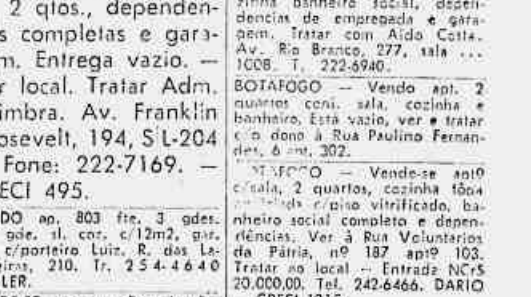 2 qtos., dependen-
s completas e gara-
m. Entrega vazio. —
r local. Tratar Adm.
imbra. Av. Franklin
osevelt, 194, S L-204
Fone: 222-7169. —
ECI 495.
DO ap. 803 fte. 3 gdes.
gde. sl. coz. c/12m2, gar.
c/porteiro Luiz. R. das La-
eiras, 210. Tr. 254-4640
LER.
banheiro social, depen-
dencias de empregada e gara-
gem. Tratar com Aldo Costa.
Av. Rio Branco, 277, sala ...
1008. T. 222-6940.
BOTAFOGO — Vendo apt. 2
quartos conj. sala, cozinha e
banheiro. Está vazio, ver e tratar
c/o dono à Rua Paulino Fernan-
des, 6 ant. 302.
— Vende-se aptº
c/sala, 2 quartos, cozinha
c/piso vitrificado, ba-
nheiro social completo e depen-
dências. Ver à Rua Voluntarios
da Pátria, nº 187 aptº 103.
Tratar no local — Entrada NCr$
20.000,00. Tel. 242-6466. DARIO